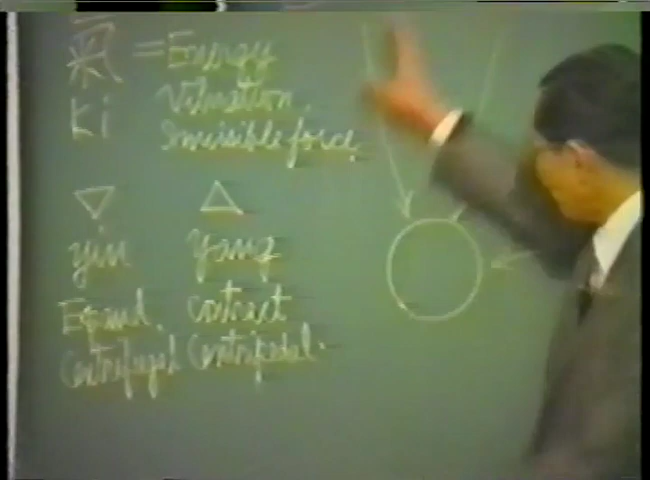 氣 = Energy
Ki Vibration,
Invisible force
▽ △
yin yang
Expand. contract
Centrifugal Centripetal.